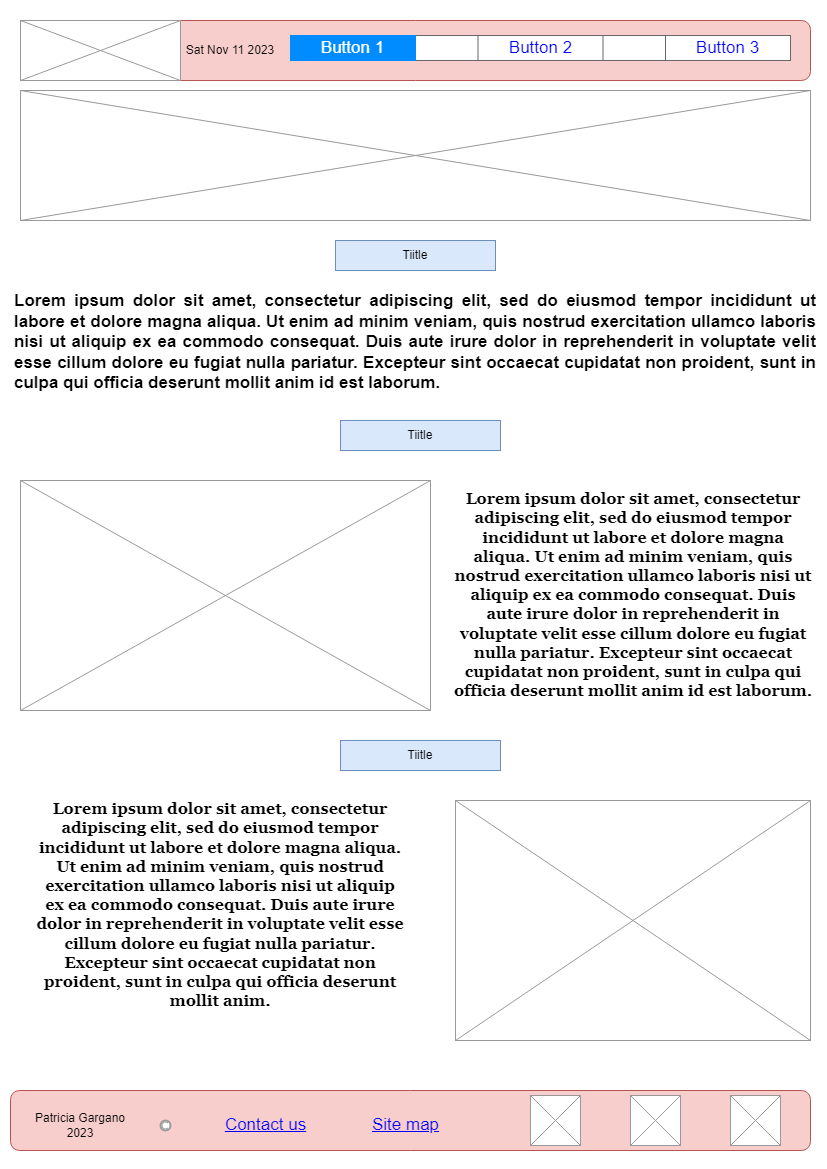 Sat Nov 11 2023
Button 1
Button 2
Button 3
Tiitle
Lorem ipsum dolor sit amet, consectetur adipiscing elit, sed do eiusmod tempor incididunt ut
labore et dolore magna aliqua. Ut enim ad minim veniam, quis nostrud exercitation ullamco laboris
nisi ut aliquip ex ea commodo consequat. Duis aute irure dolor in reprehenderit in voluptate velit
esse cillum dolore eu fugiat nulla pariatur. Excepteur sint occaecat cupidatat non proident, sunt in
culpa qui officia deserunt mollit anim id est laborum.
Tiitle
Lorem ipsum dolor sit amet, consectetur
adipiscing elit, sed do eiusmod tempor
incididunt ut labore et dolore magna
aliqua. Ut enim ad minim veniam, quis
nostrud exercitation ullamco laboris nisi ut
aliquip ex ea commodo consequat. Duis
aute irure dolor in reprehenderit in
voluptate velit esse cillum dolore eu fugiat
nulla pariatur. Excepteur sint occaecat
cupidatat non proident, sunt in culpa qui
officia deserunt mollit anim id est laborum.
Tiitle
Lorem ipsum dolor sit amet, consectetur
adipiscing elit, sed do eiusmod tempor
incididunt ut labore et dolore magna aliqua.
Ut enim ad minim veniam, quis nostrud
exercitation ullamco laboris nisi ut aliquip
ex ea commodo consequat. Duis aute irure
dolor in reprehenderit in voluptate velit esse
cillum dolore eu fugiat nulla pariatur.
Excepteur sint occaecat cupidatat non
proident, sunt in culpa qui officia deserunt
mollit anim.
Patricia Gargano
2023
Contact us
Site map